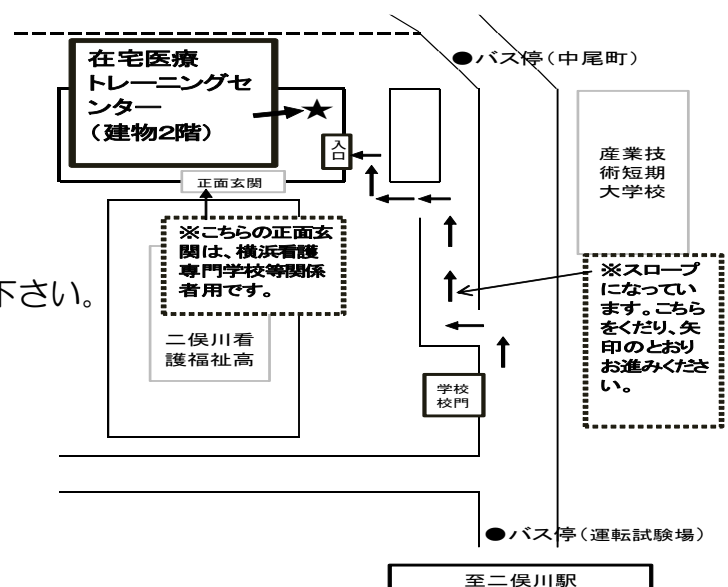 ●バス停(中尾町)
在宅医療
トレーニングセ
ンター
(建物2階)
入口
正面玄関
産業技
術短期
大学校
※こちらの正面玄
関は、横浜看護
専門学校等関係
者用です。
※スロープ
になってい
ます。こちら
をくだり、矢
印のとおり
お進みくださ
い。
下さい。
二俣川看
護福祉高
学校
校門
●バス停(運転試験場)
至二俣川駅